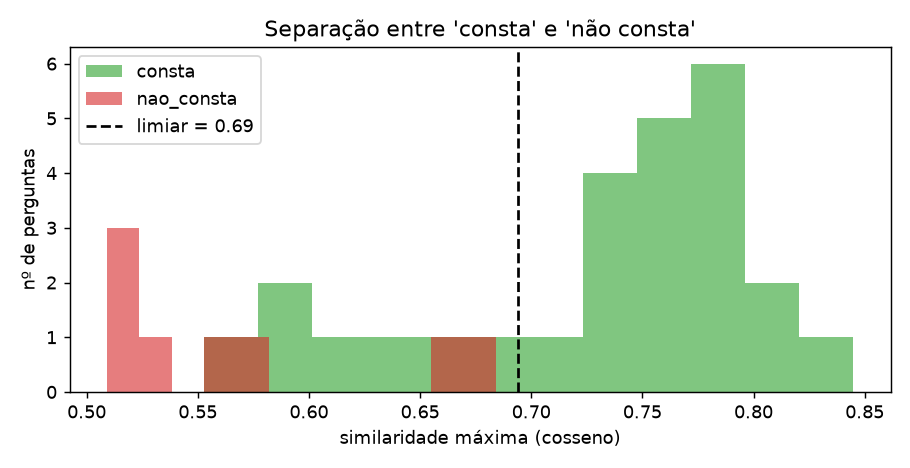 Separação entre 'consta' e 'não consta'
consta
nao_consta
limiar = 0.69
nº de perguntas
6
5
4
3
2
1
0
0.50 0.55 0.60 0.65 0.70 0.75 0.80 0.85
similaridade máxima (cosseno)